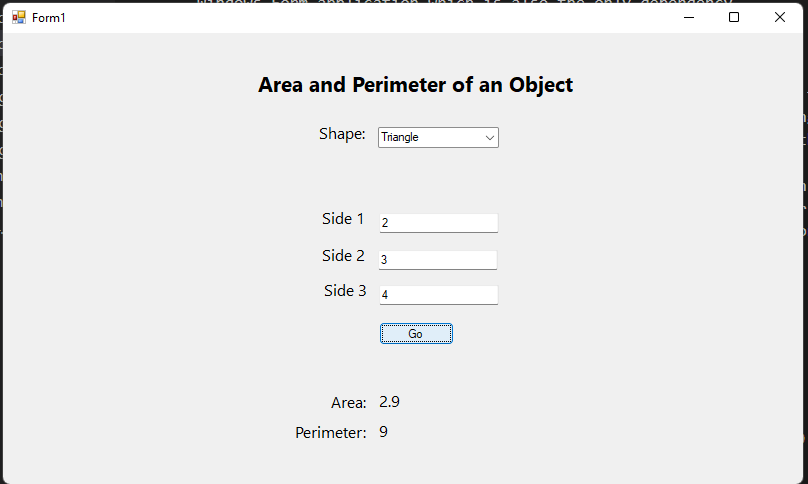 Form1
Area and Perimeter of an Object
Shape: Triangle
Side 1 2
Side 2 3
Side 3 4
Go
Area: 2.9
Perimeter: 9